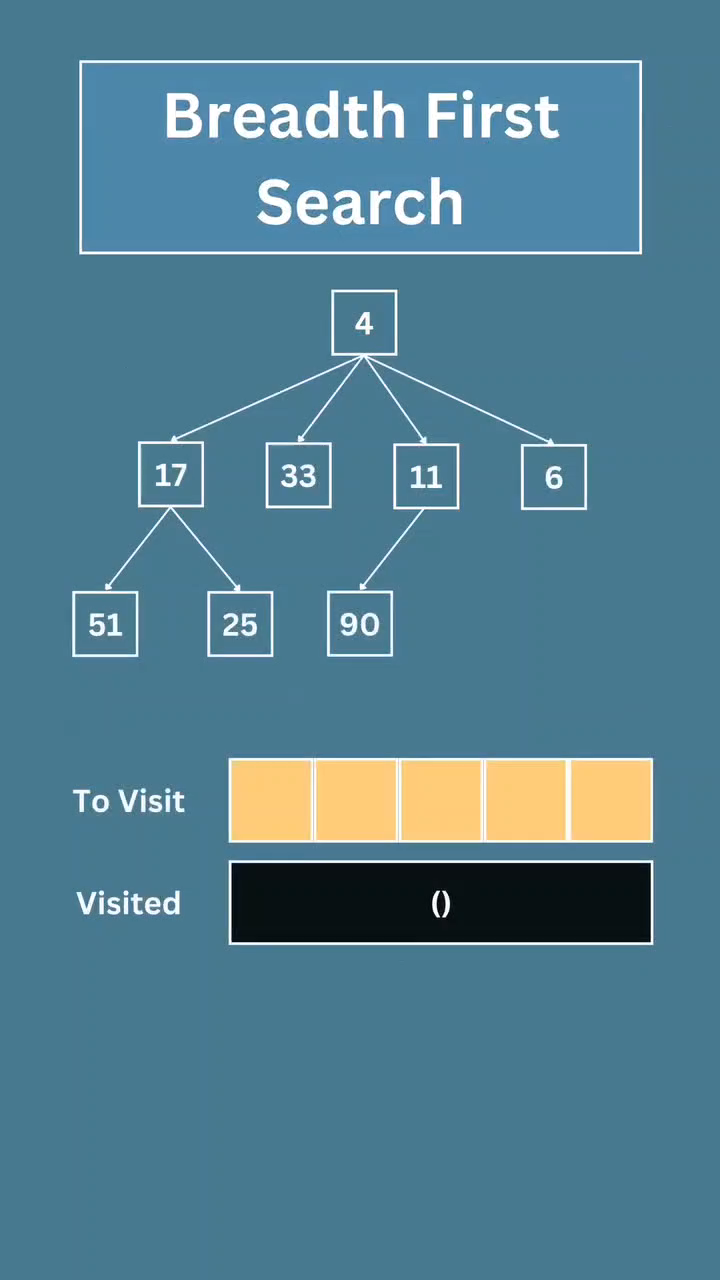 Breadth First
Search
4
17 33 11 6
51 25 90
To Visit
Visited ()